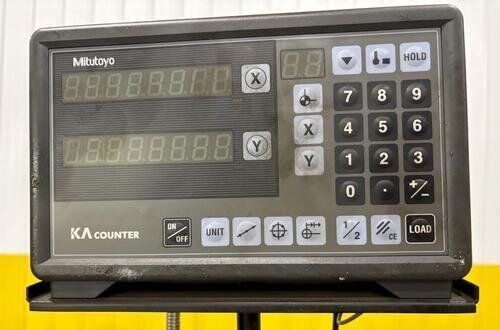 Mitutoyo
X
HOLD
7 8 9
X 4 5 6
Y
Y 1 2 3
0 . +/−
KA COUNTER
ON/OFF
UNIT
1/2
CE
LOAD